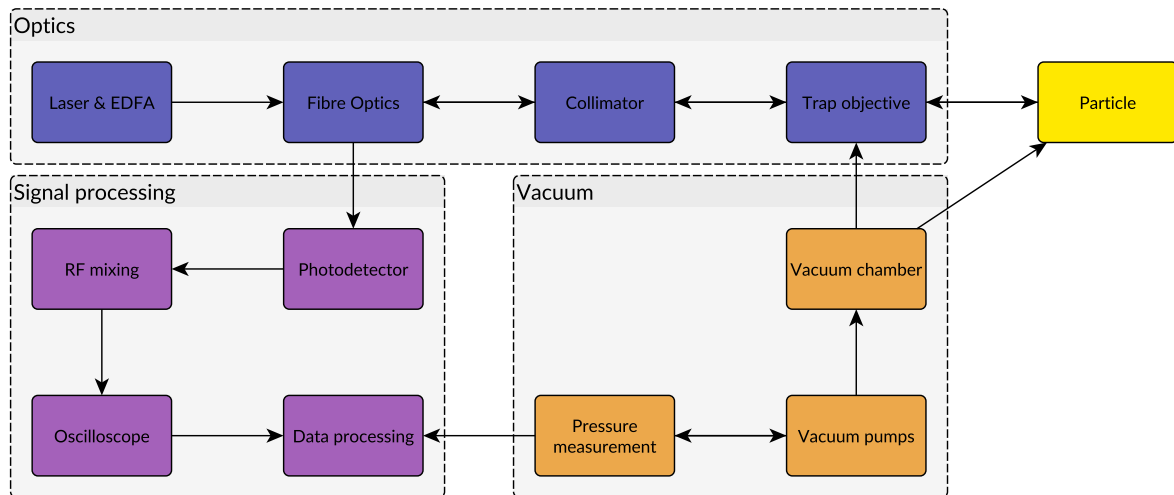 Optics
Laser & EDFA
Fibre Optics
Collimator
Trap objective
Particle
Signal processing
Vacuum
RF mixing
Photodetector
Vacuum chamber
Oscilloscope
Data processing
Pressure
measurement
Vacuum pumps